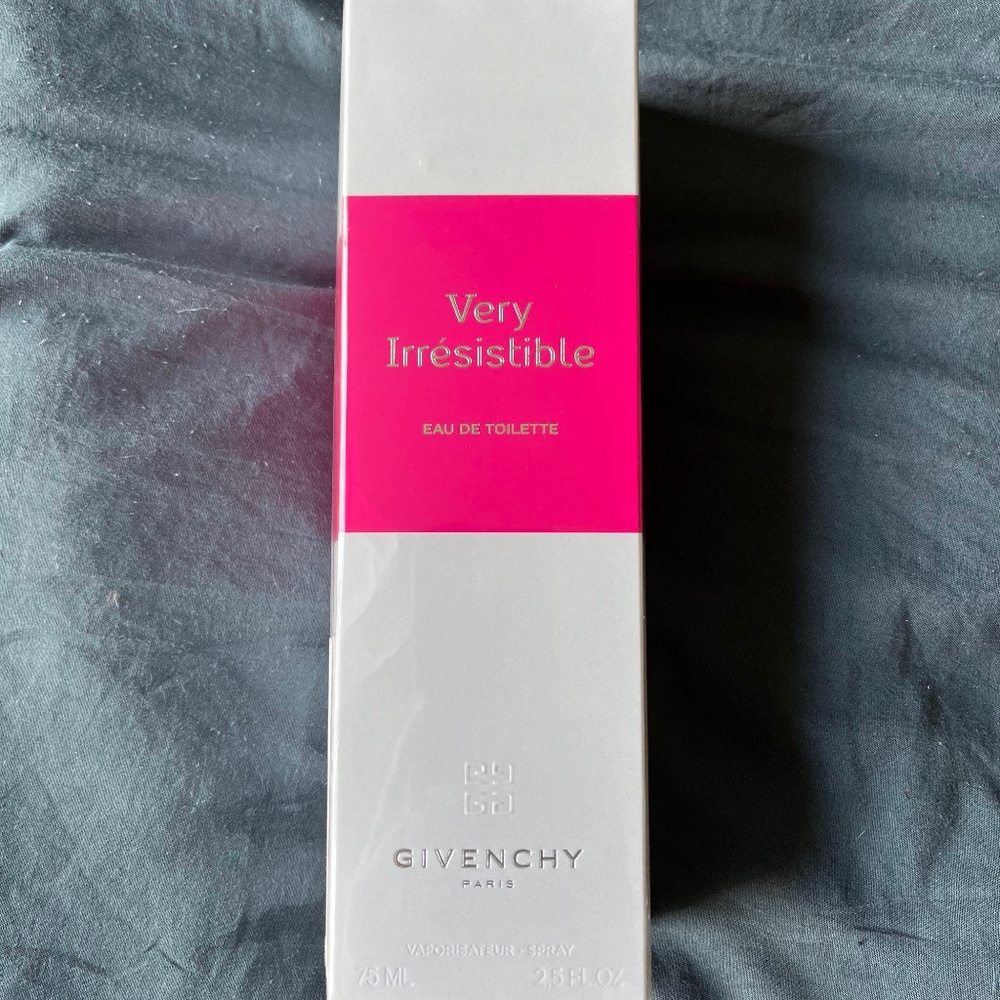 Very
Irrésistible
EAU DE TOILETTE
GIVENCHY
PARIS
VAPORISATEUR - SPRAY
75 ML 2.5 FL.OZ